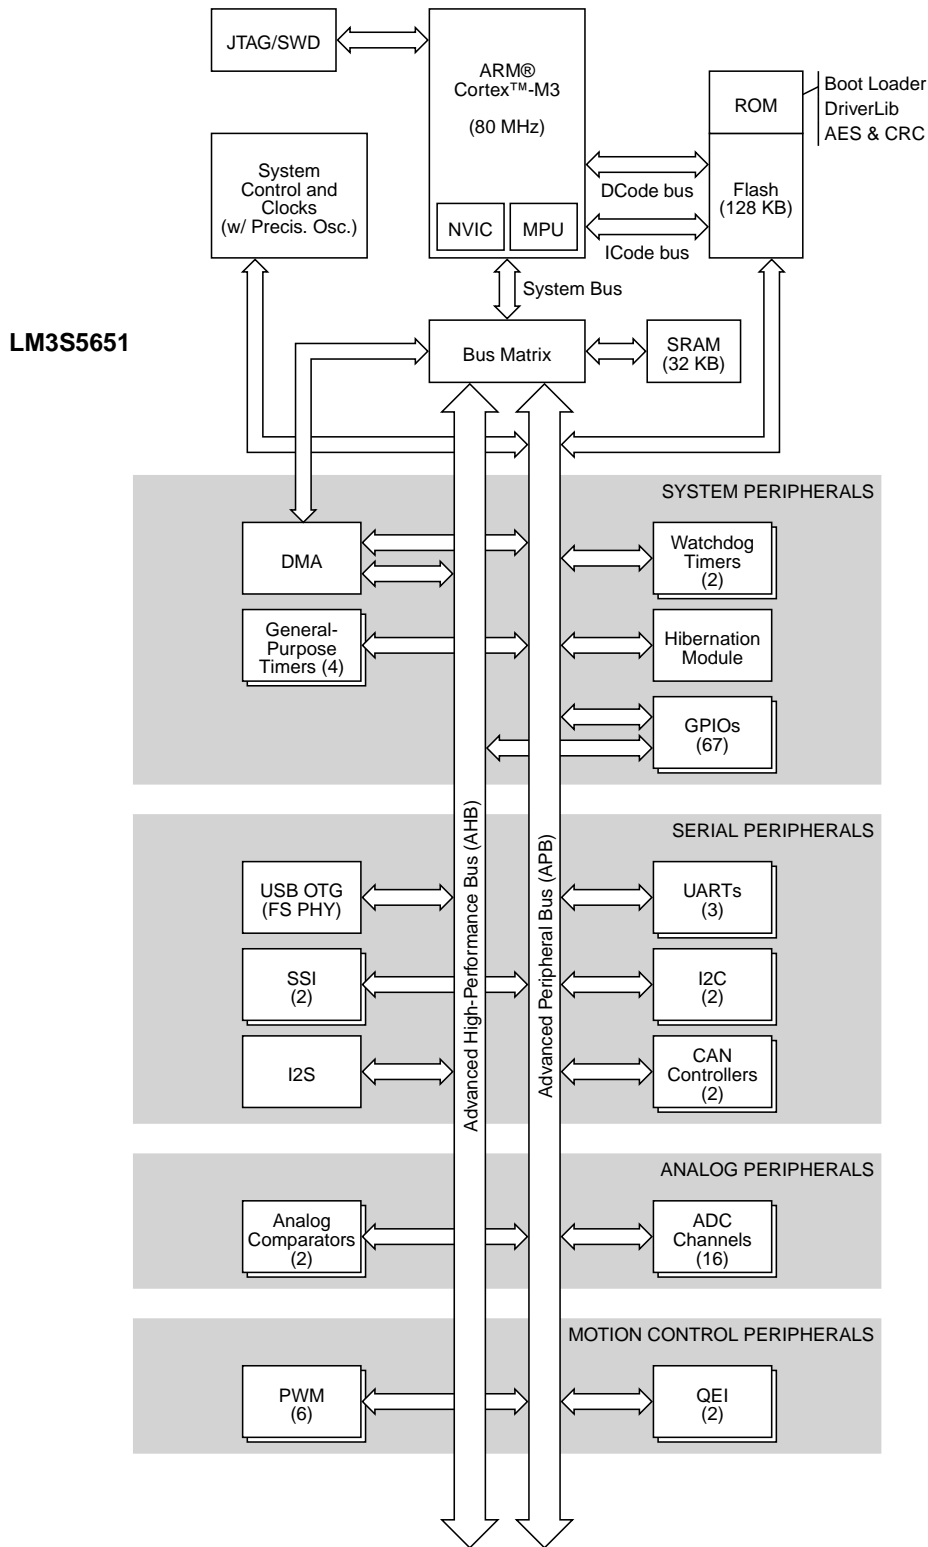 JTAG/SWD
ARM®
Cortex™-M3
(80 MHz)
NVIC
MPU
ROM
Boot Loader
DriverLib
AES & CRC
System
Control and
Clocks
(w/ Precis. Osc.)
DCode bus
Flash
(128 KB)
ICode bus
System Bus
LM3S5651
Bus Matrix
SRAM
(32 KB)
SYSTEM PERIPHERALS
DMA
Watchdog
Timers
(2)
General-
Purpose
Timers (4)
Hibernation
Module
GPIOs
(67)
Advanced High-Performance Bus (AHB)
Advanced Peripheral Bus (APB)
SERIAL PERIPHERALS
USB OTG
(FS PHY)
UARTs
(3)
SSI
(2)
I2C
(2)
I2S
CAN
Controllers
(2)
ANALOG PERIPHERALS
Analog
Comparators
(2)
ADC
Channels
(16)
MOTION CONTROL PERIPHERALS
PWM
(6)
QEI
(2)